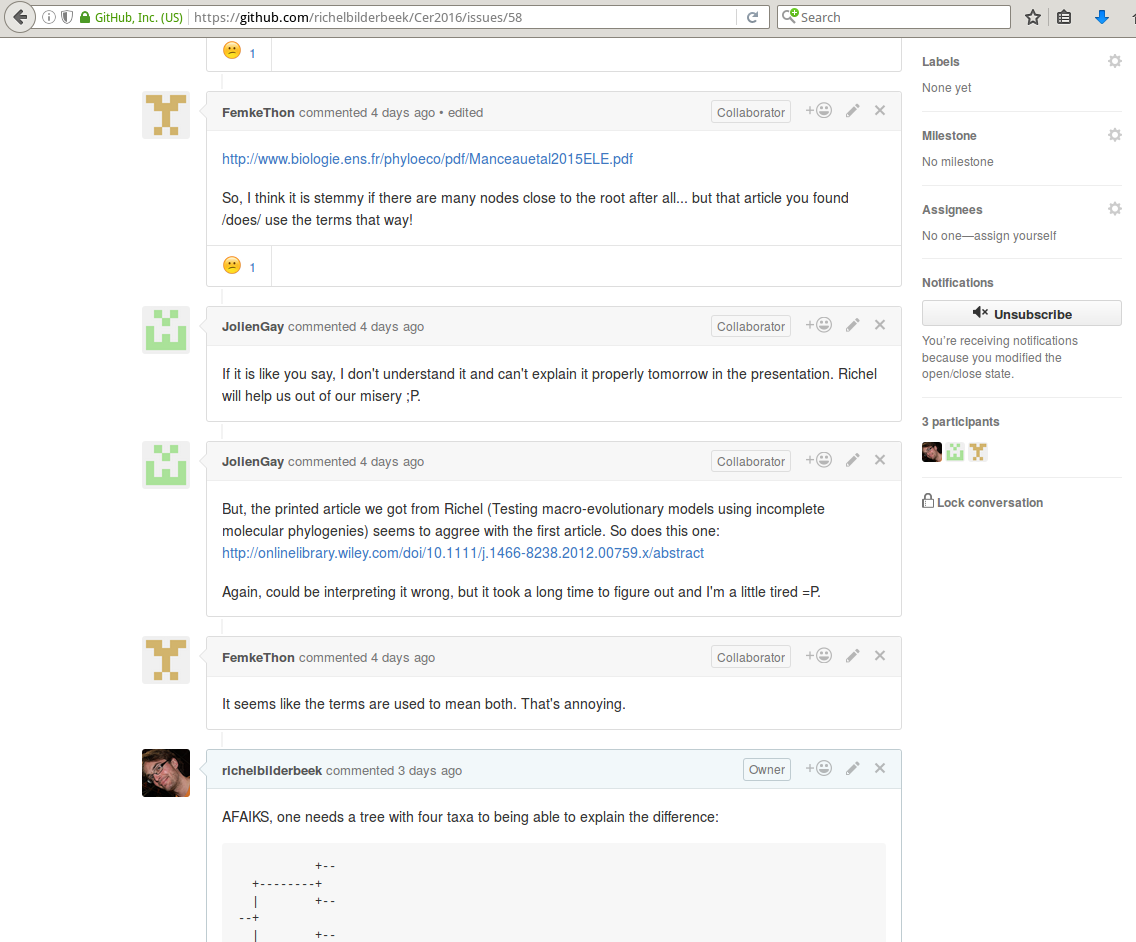 GitHub, Inc. (US)
https://github.com/richelbilderbeek/Cer2016/issues/58
Search
1
FemkeThon commented 4 days ago • edited
Collaborator
http://www.biologie.ens.fr/phyloeco/pdf/Manceauetal2015ELE.pdf
So, I think it is stemmy if there are many nodes close to the root after all... but that article you found
/does/ use the terms that way!
1
JolienGay commented 4 days ago
Collaborator
If it is like you say, I don't understand it and can't explain it properly tomorrow in the presentation. Richel
will help us out of our misery ;P.
JolienGay commented 4 days ago
Collaborator
But, the printed article we got from Richel (Testing macro-evolutionary models using incomplete
molecular phylogenies) seems to aggree with the first article. So does this one:
http://onlinelibrary.wiley.com/doi/10.1111/j.1466-8238.2012.00759.x/abstract
Again, could be interpreting it wrong, but it took a long time to figure out and I'm a little tired =P.
FemkeThon commented 4 days ago
Collaborator
It seems like the terms are used to mean both. That's annoying.
richelbilderbeek commented 3 days ago
Owner
AFAIKS, one needs a tree with four taxa to being able to explain the difference:
          +--
  +--------+
  |       +--
--+
  |       +--
Labels
None yet
Milestone
No milestone
Assignees
No one—assign yourself
Notifications
Unsubscribe
You're receiving notifications
because you modified the
open/close state.
3 participants
Lock conversation